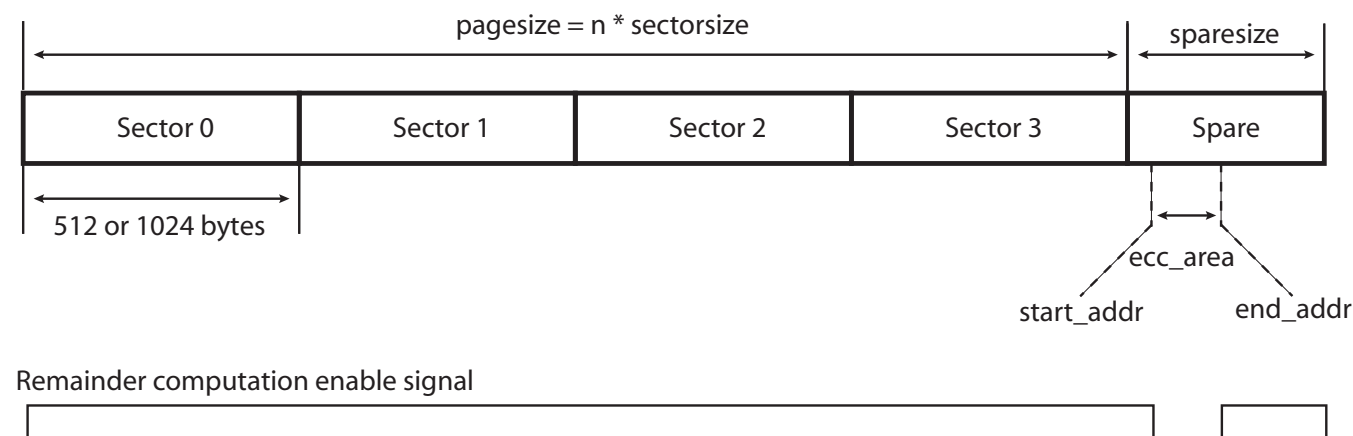 pagesize = n * sectorsize
sparesize
Sector 0
Sector 1
Sector 2
Sector 3
Spare
512 or 1024 bytes
ecc_area
start_addr
end_addr
Remainder computation enable signal